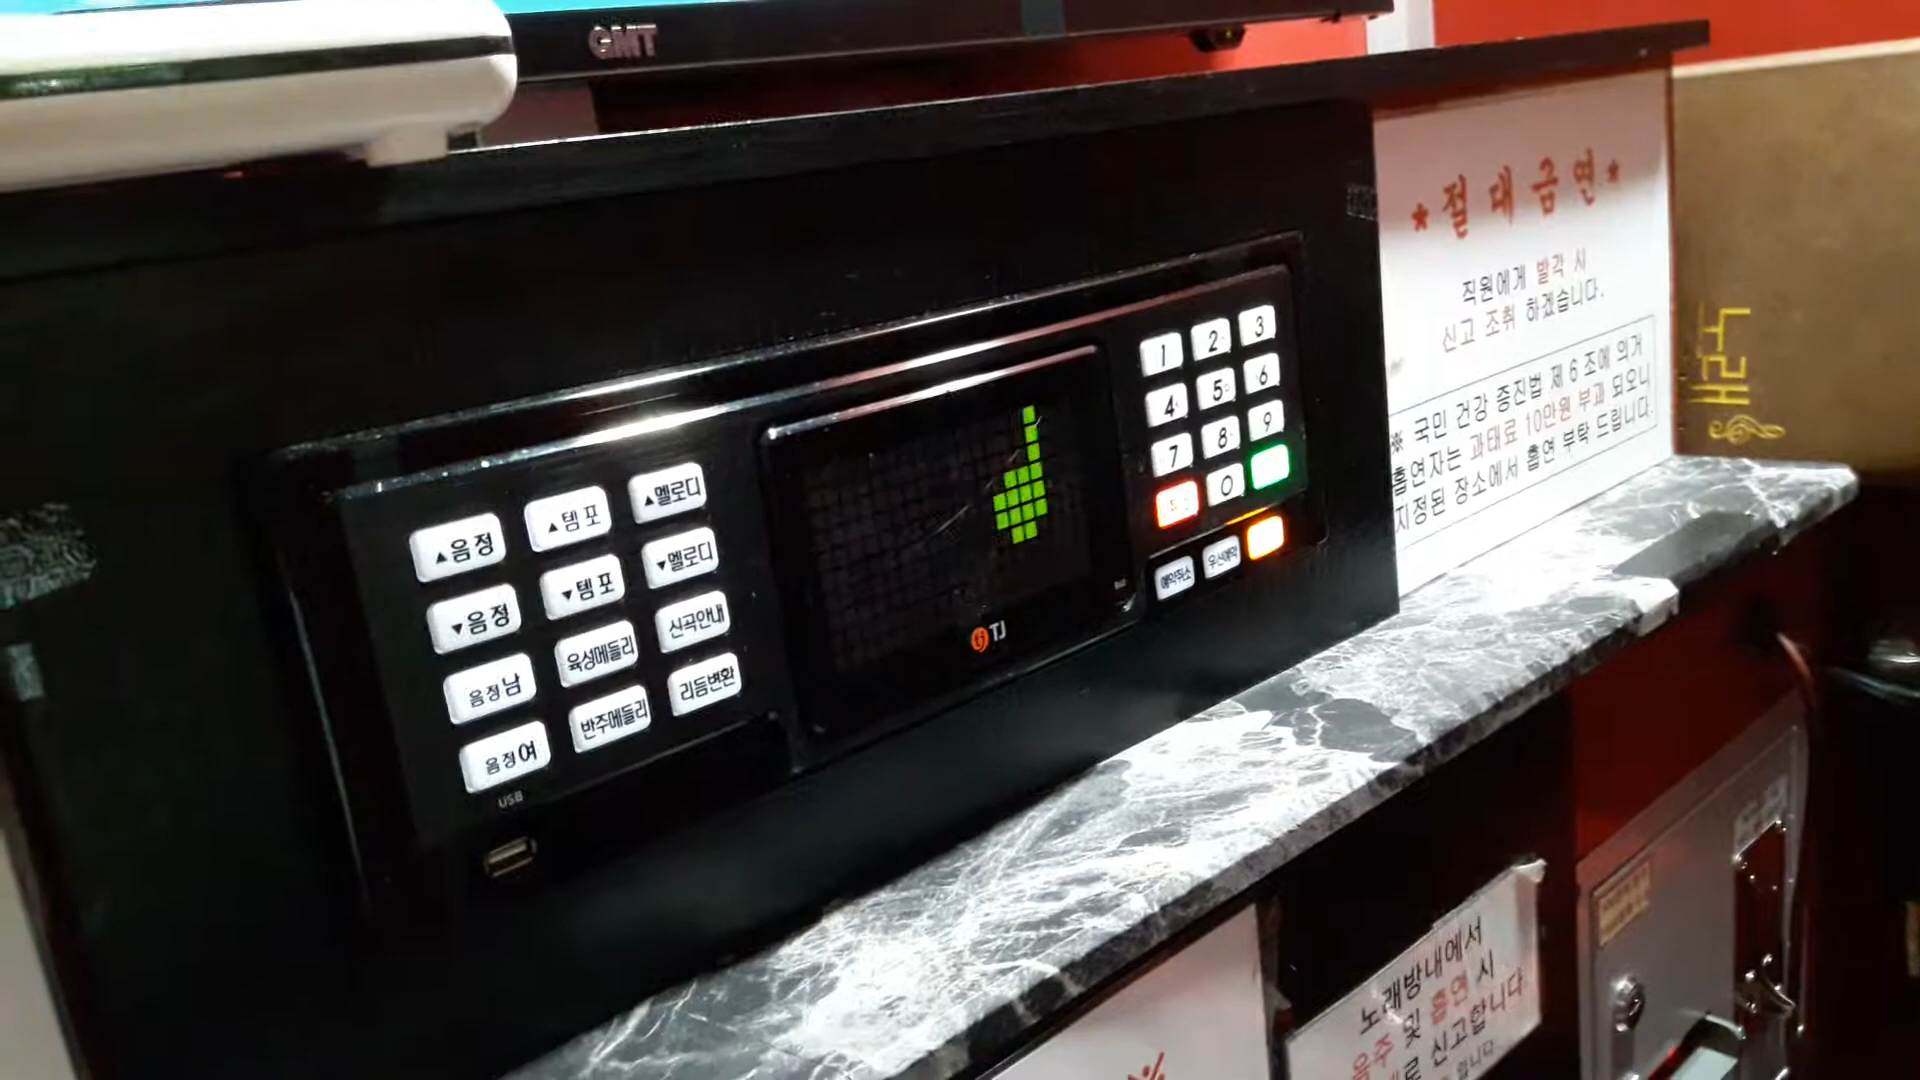 GMT
▲음정
▲템포
▲멜로디
▼음정
▼템포
▼멜로디
음정남
육성메들리
신곡안내
음정여
반주메들리
리듬변환
USB
TJ
1 2 3
4 5 6
7 8 9
0
예약취소
우선예약
★절대금연★
직원에게 발각 시
신고 조취 하겠습니다.
※ 국민 건강 증진법 제 6 조에 의거
흡연자는 과태료 10만원 부과 되오니
지정된 장소에서 흡연 부탁 드립니다.
노래
노래방내에서
음주 및 흡연 시
로 신고합니다